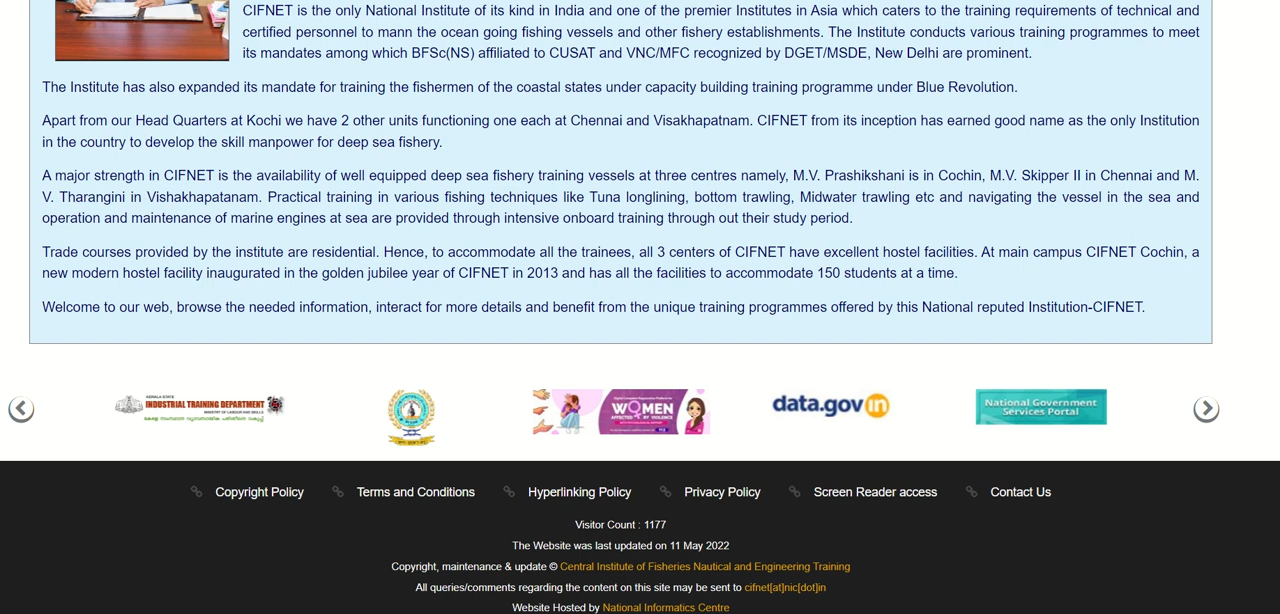 CIFNET is the only National Institute of its kind in India and one of the premier Institutes in Asia which caters to the training requirements of technical and
certified personnel to mann the ocean going fishing vessels and other fishery establishments. The Institute conducts various training programmes to meet
its mandates among which BFSc(NS) affiliated to CUSAT and VNC/MFC recognized by DGET/MSDE, New Delhi are prominent.
The Institute has also expanded its mandate for training the fishermen of the coastal states under capacity building training programme under Blue Revolution.
Apart from our Head Quarters at Kochi we have 2 other units functioning one each at Chennai and Visakhapatnam. CIFNET from its inception has earned good name as the only Institution
in the country to develop the skill manpower for deep sea fishery.
A major strength in CIFNET is the availability of well equipped deep sea fishery training vessels at three centres namely, M.V. Prashikshani is in Cochin, M.V. Skipper II in Chennai and M.
V. Tharangini in Vishakhapatanam. Practical training in various fishing techniques like Tuna longlining, bottom trawling, Midwater trawling etc and navigating the vessel in the sea and
operation and maintenance of marine engines at sea are provided through intensive onboard training through out their study period.
Trade courses provided by the institute are residential. Hence, to accommodate all the trainees, all 3 centers of CIFNET have excellent hostel facilities. At main campus CIFNET Cochin, a
new modern hostel facility inaugurated in the golden jubilee year of CIFNET in 2013 and has all the facilities to accommodate 150 students at a time.
Welcome to our web, browse the needed information, interact for more details and benefit from the unique training programmes offered by this National reputed Institution-CIFNET.
KERALA STATE
INDUSTRIAL TRAINING DEPARTMENT
MINISTRY OF LABOUR AND SKILLS
WOMEN
AFFECTED BY VIOLENCE
data.gov in
National Government
Services Portal
Copyright Policy
Terms and Conditions
Hyperlinking Policy
Privacy Policy
Screen Reader access
Contact Us
Visitor Count : 1177
The Website was last updated on 11 May 2022
Copyright, maintenance & update © Central Institute of Fisheries Nautical and Engineering Training
All queries/comments regarding the content on this site may be sent to cifnet[at]nic[dot]in
Website Hosted by National Informatics Centre